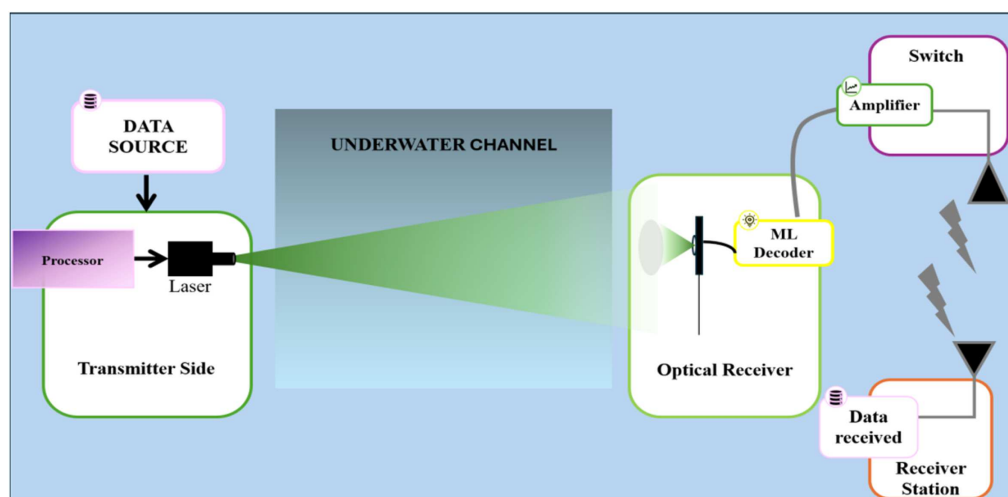 DATA
SOURCE
Processor
Laser
Transmitter Side
UNDERWATER CHANNEL
ML
Decoder
Optical Receiver
Switch
Amplifier
Data
received
Receiver
Station